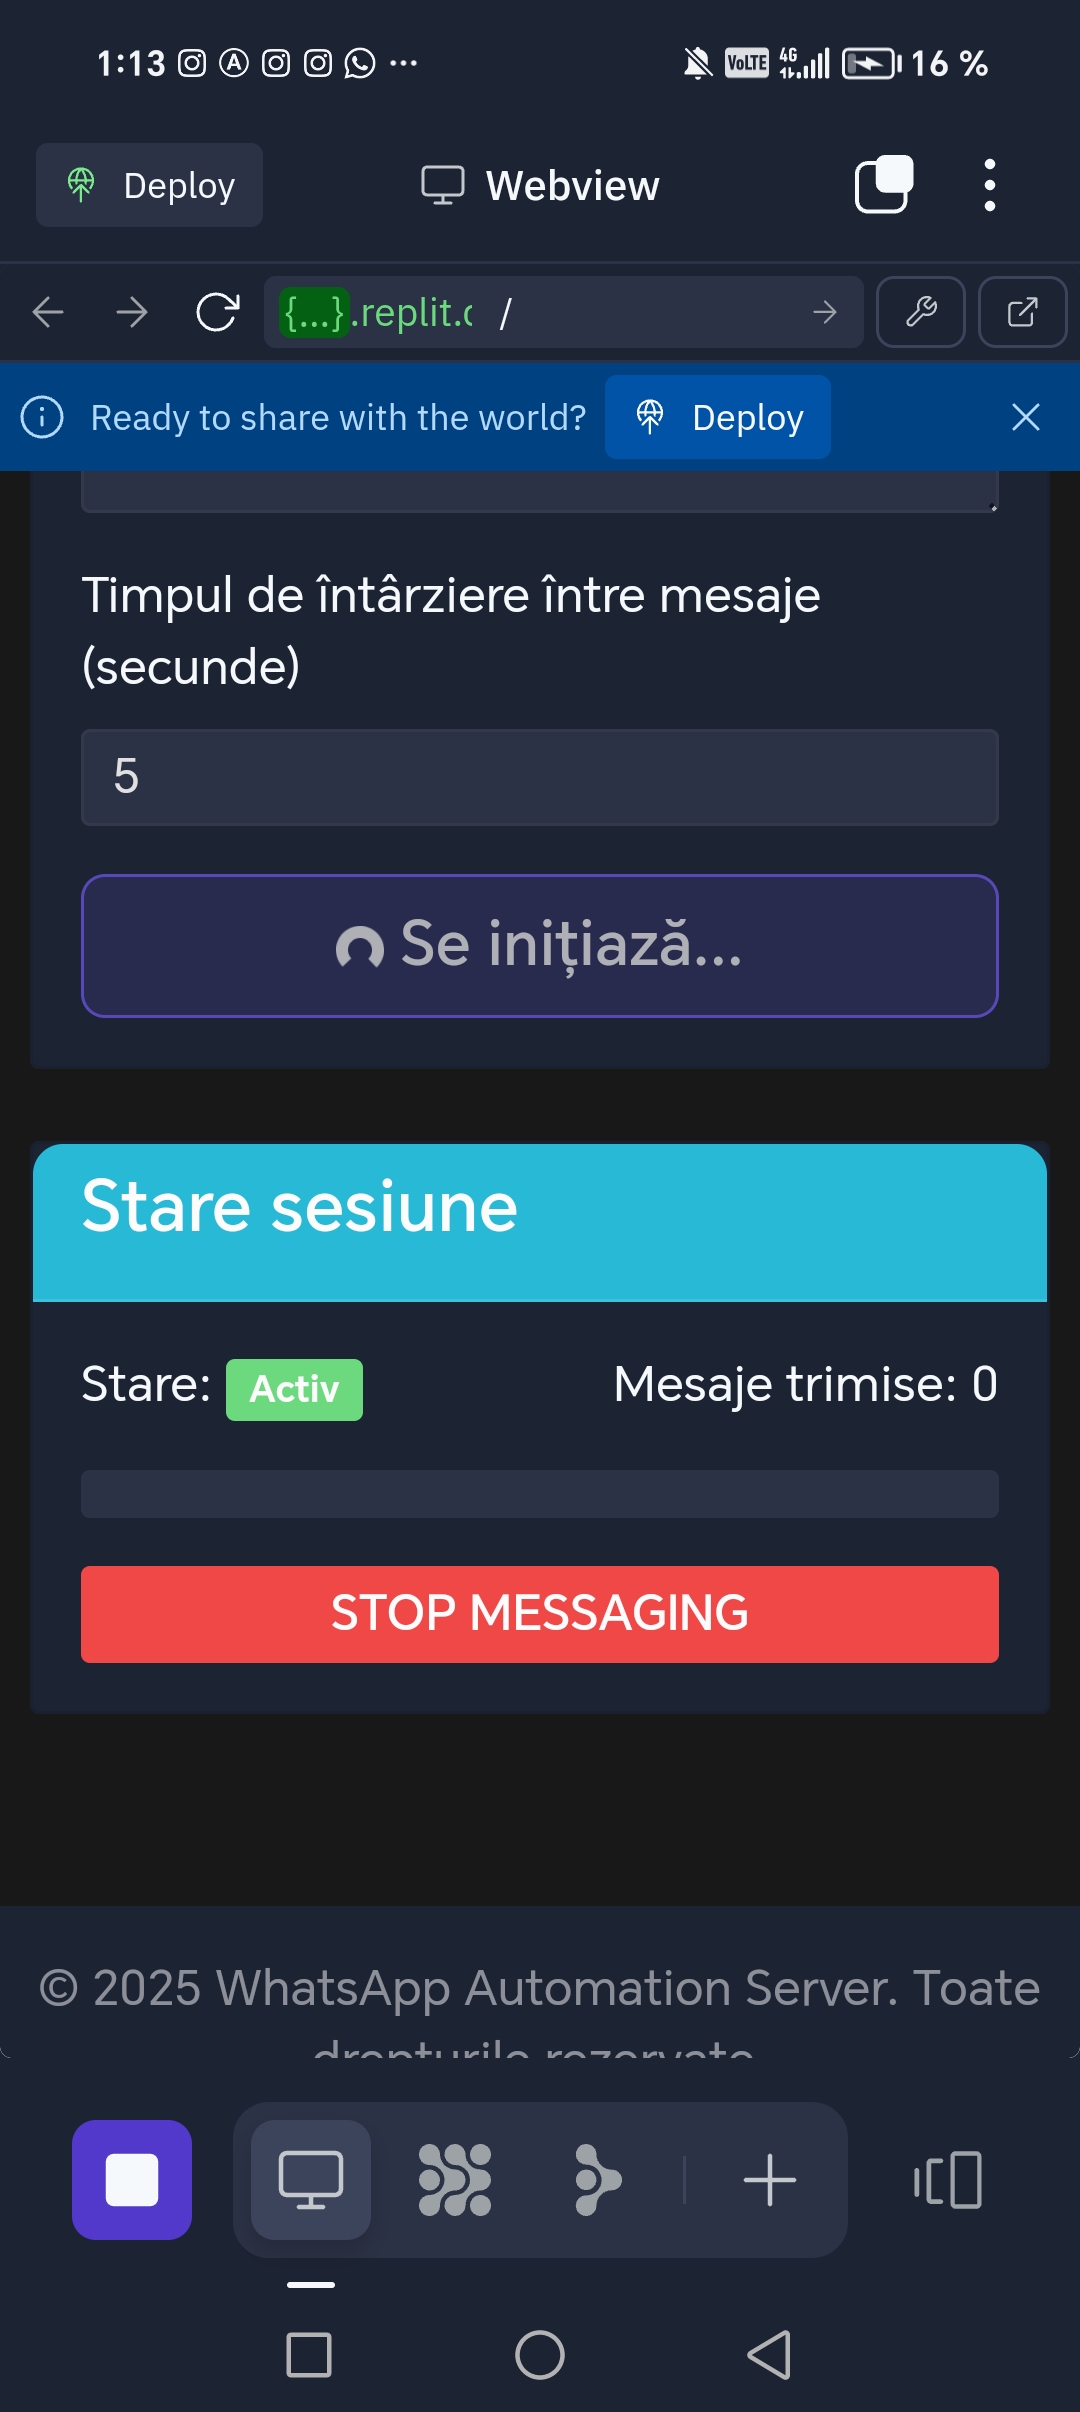 1:13
VoLTE 4G 16 %
Deploy Webview
{...}.replit.c /
Ready to share with the world? Deploy
Timpul de întârziere între mesaje
(secunde)
5
Se inițiază...
Stare sesiune
Stare: Activ Mesaje trimise: 0
STOP MESSAGING
© 2025 WhatsApp Automation Server. Toate
drepturile rezervate